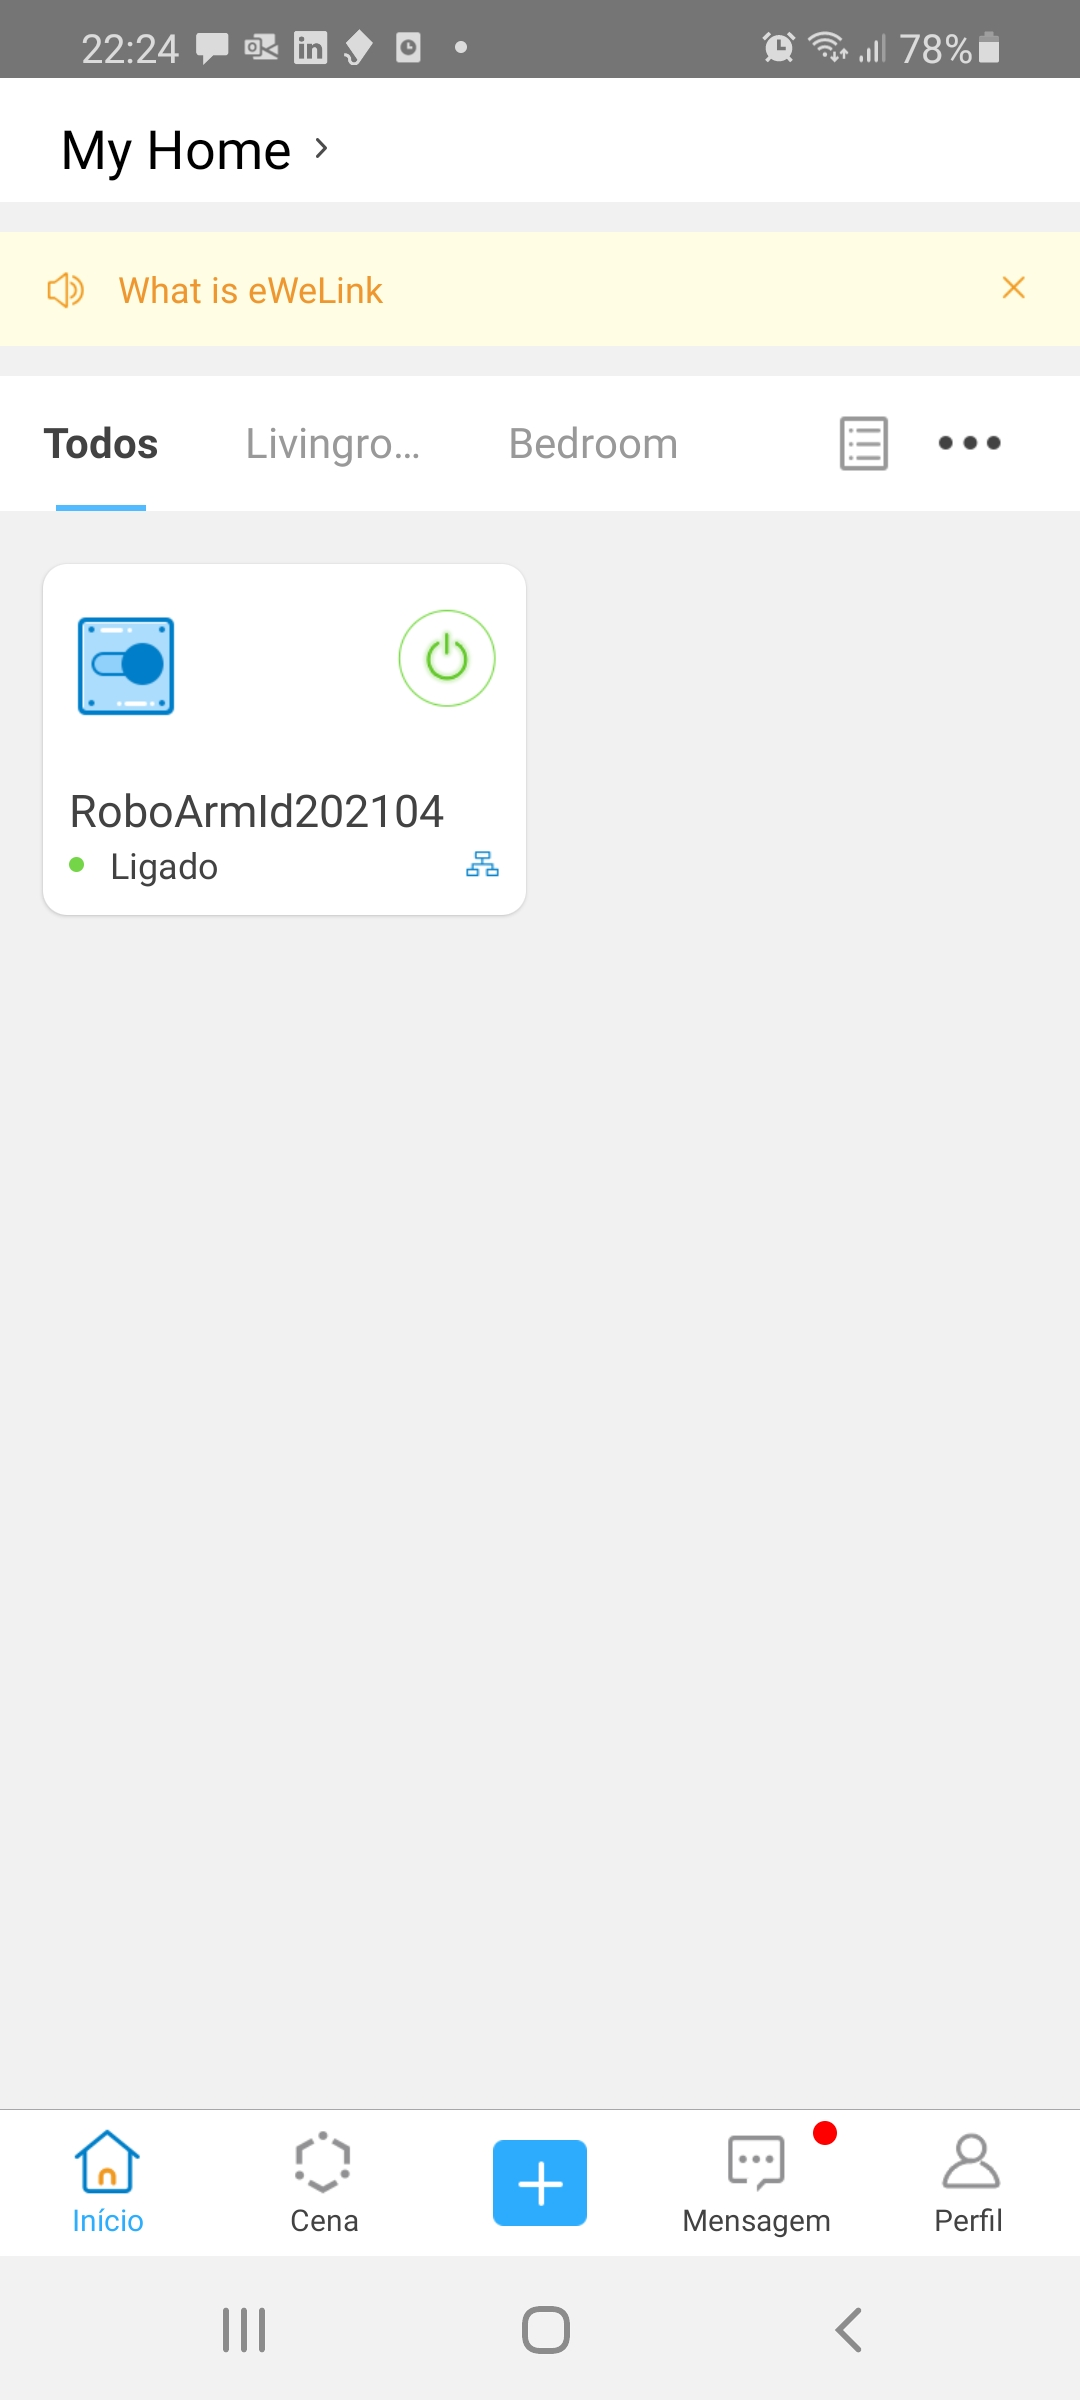 22:24
78%
My Home
What is eWeLink
Todos Livingro... Bedroom
RoboArmId202104
Ligado
Início Cena Mensagem Perfil